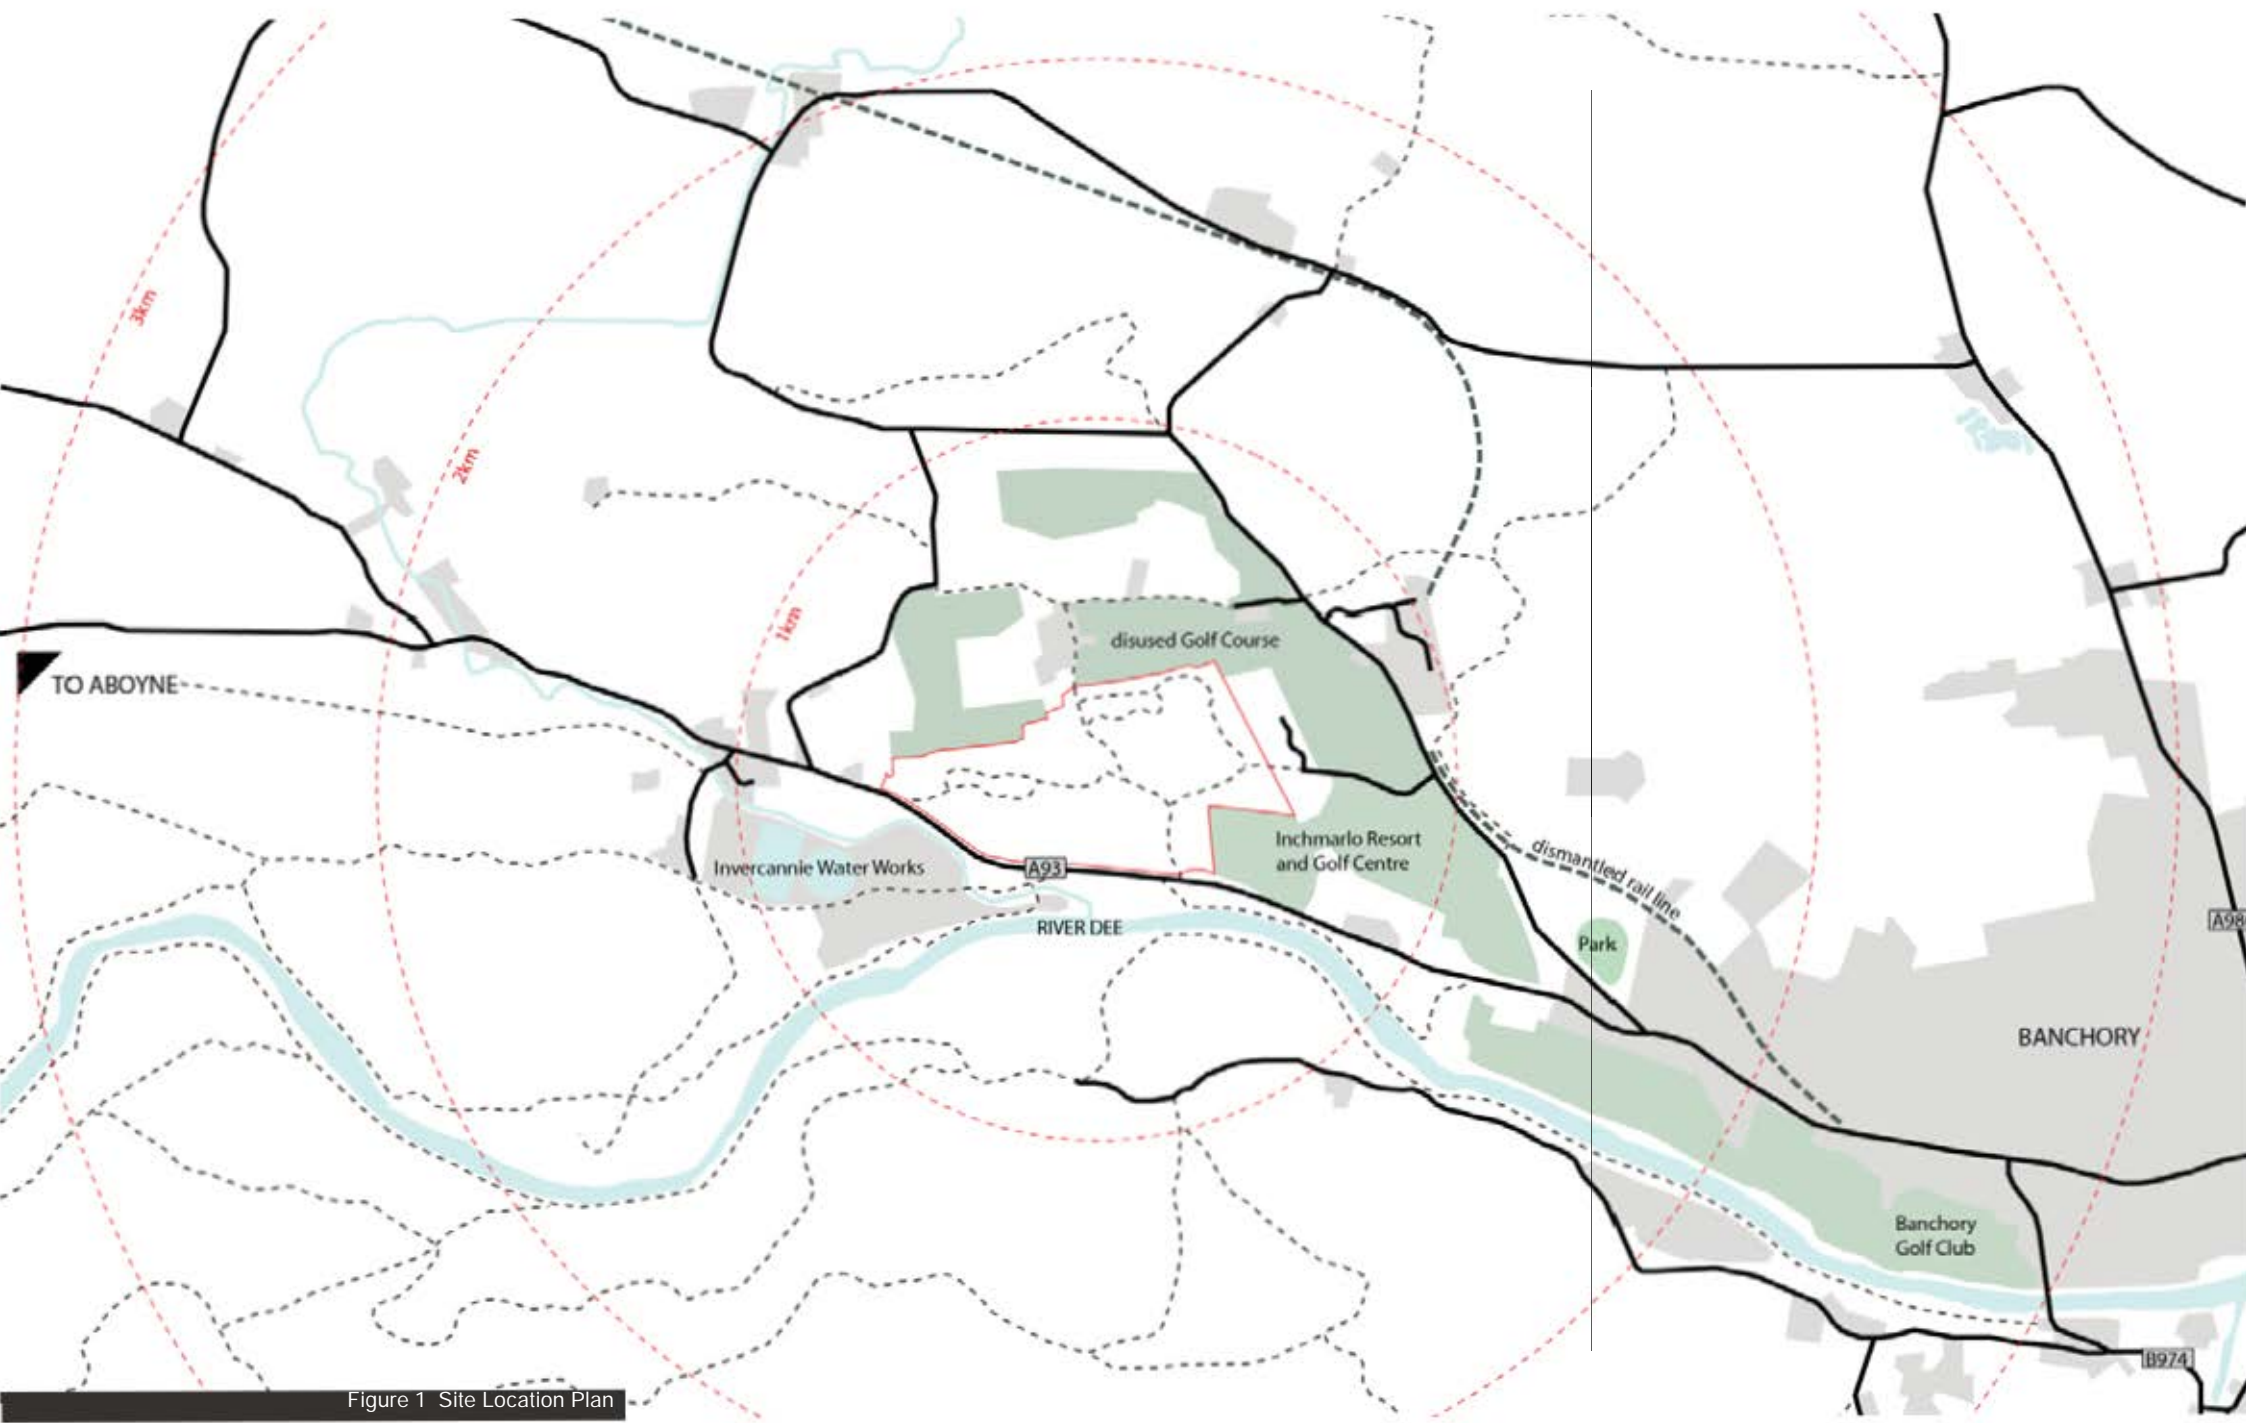 3km
2km
1km
disused Golf Course
TO ABOYNE
Inchmarlo Resort
and Golf Centre
dismantled rail line
Invercannie Water Works
A93
RIVER DEE
Park
A98
BANCHORY
Banchory
Golf Club
B974
Figure 1 Site Location Plan